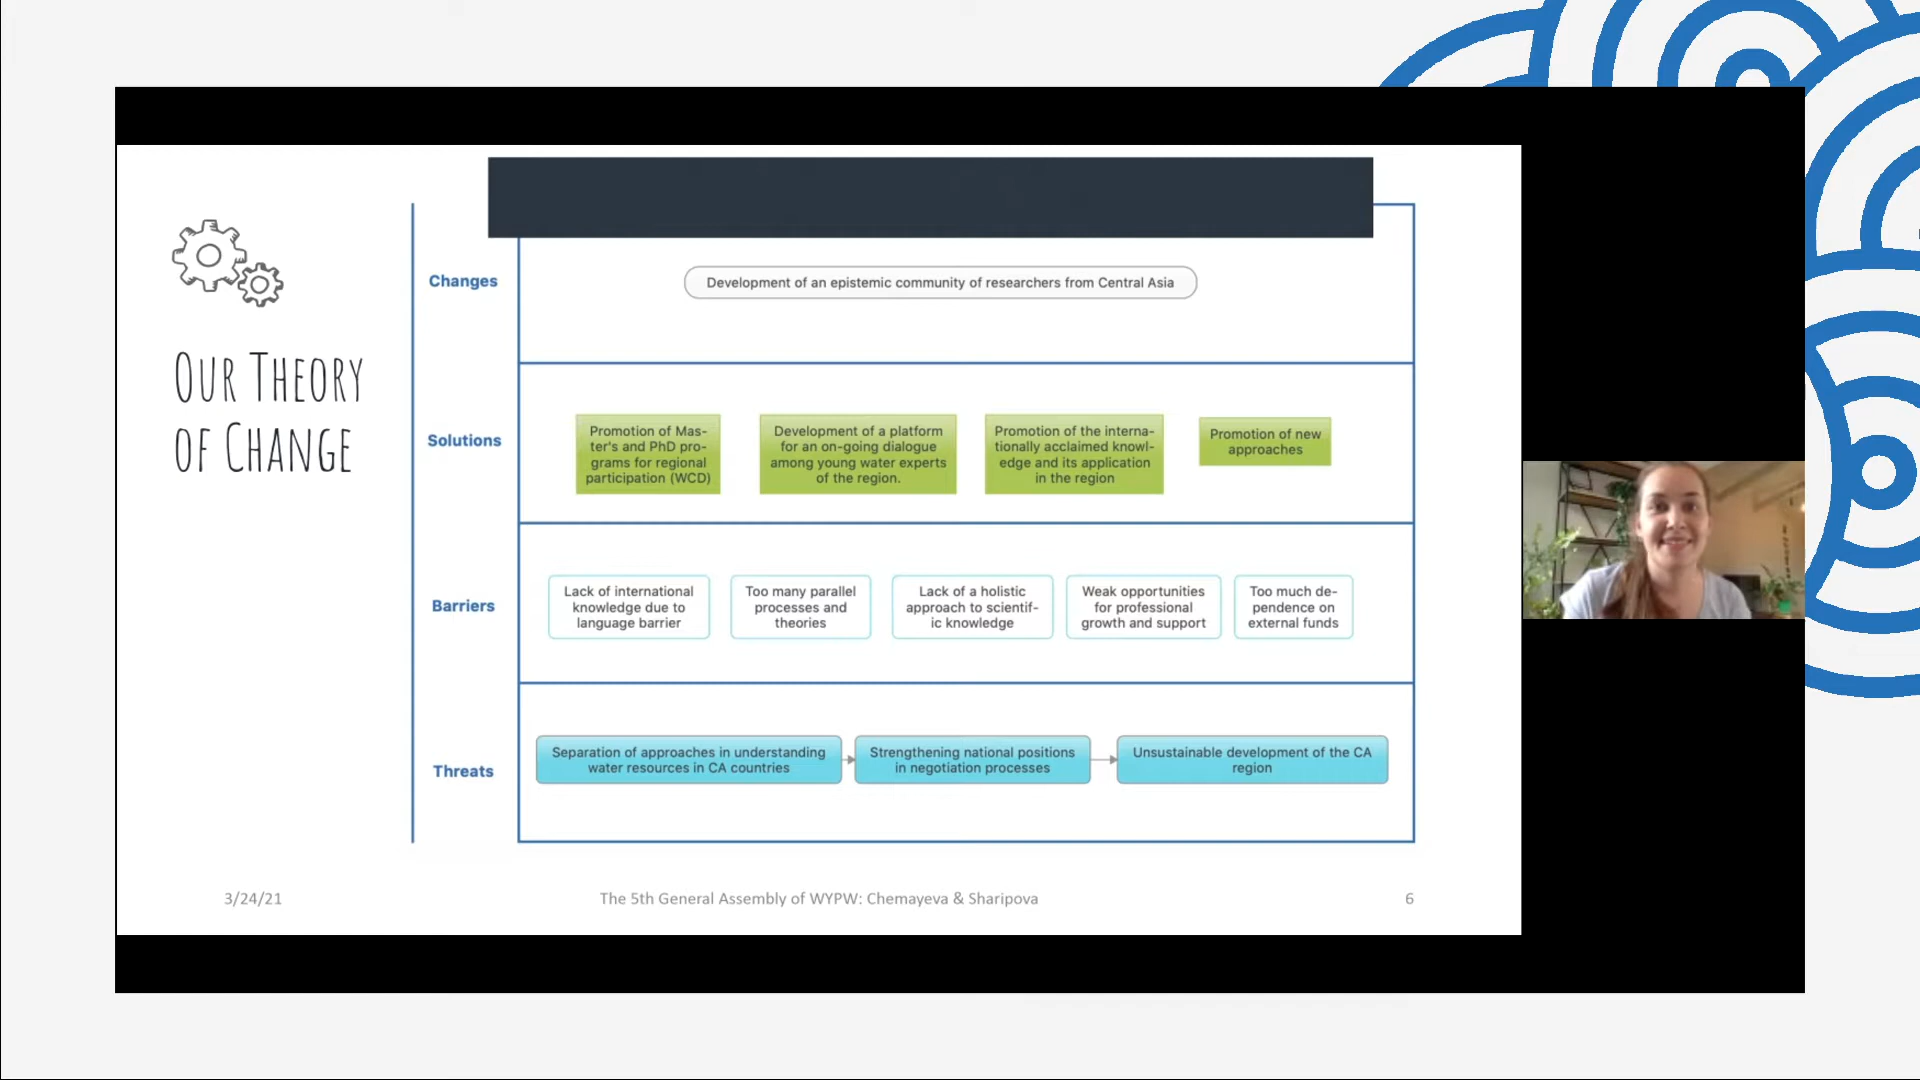 OUR THEORY
OF CHANGE
Changes
Development of an epistemic community of researchers from Central Asia
Solutions
Promotion of Mas-
ter's and PhD pro-
grams for regional
participation (WCD)
Development of a platform
for an on-going dialogue
among young water experts
of the region.
Promotion of the interna-
tionally acclaimed knowl-
edge and its application
in the region
Promotion of new
approaches
Barriers
Lack of international
knowledge due to
language barrier
Too many parallel
processes and
theories
Lack of a holistic
approach to scientif-
ic knowledge
Weak opportunities
for professional
growth and support
Too much de-
pendence on
external funds
Threats
Separation of approaches in understanding
water resources in CA countries
Strengthening national positions
in negotiation processes
Unsustainable development of the CA
region
3/24/21
The 5th General Assembly of WYPW: Chemayeva & Sharipova
6